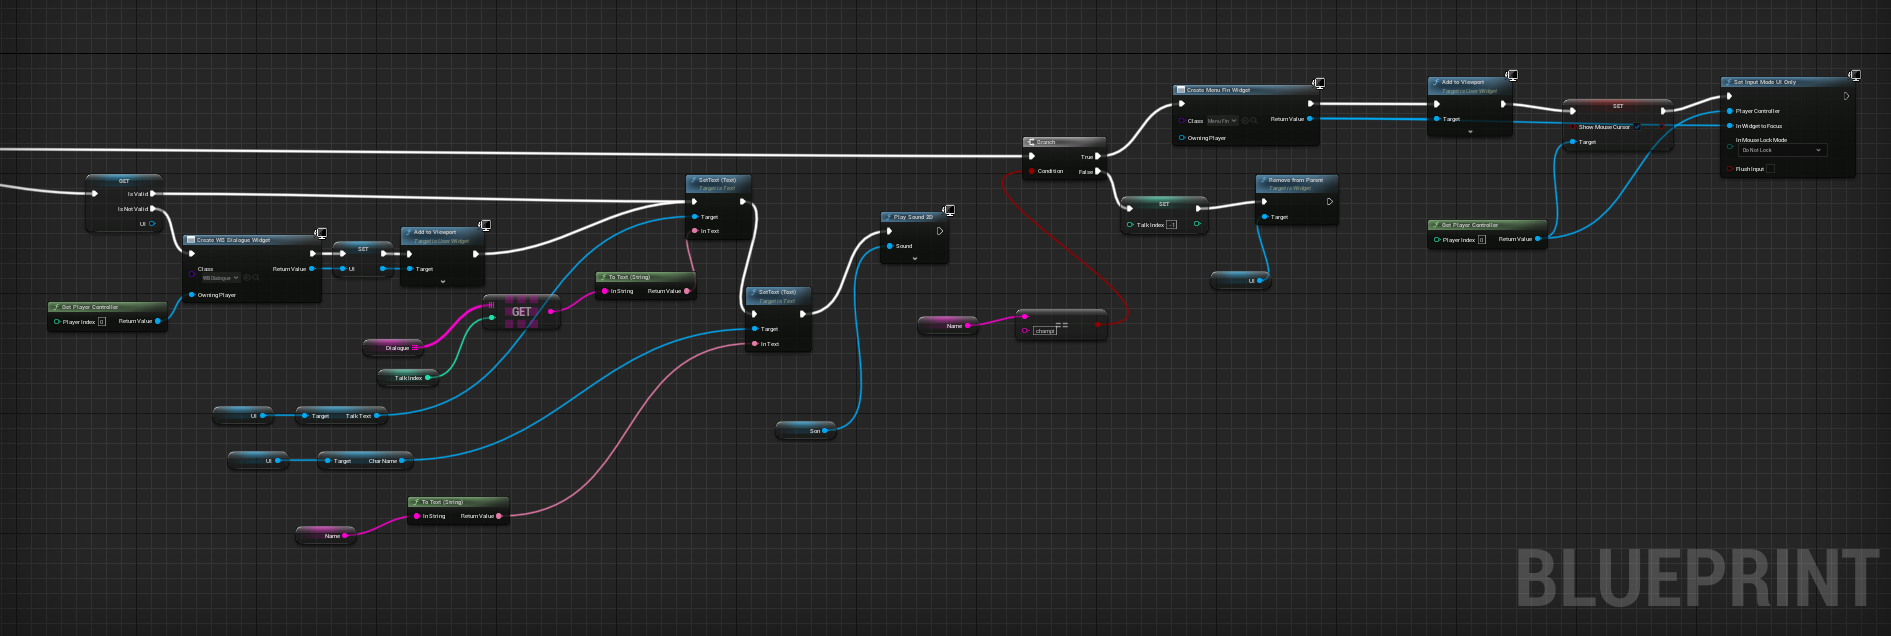 GET
Is Valid
Is Not Valid
UI
Create WB Dialogue Widget
Class
WB Dialogue
Return Value
Owning Player
Get Player Controller
Player Index 0
Return Value
SET
UI
Add to Viewport
Target is User Widget
Target
Dialogue
Talk Index
GET
To Text (String)
In String
Return Value
UI
Target
Talk Text
UI
Target
Char Name
Name
To Text (String)
In String
Return Value
SetText (Text)
Target is Text
Target
In Text
SetText (Text)
Target is Text
Target
In Text
Play Sound 2D
Sound
Son
Branch
True
Condition
False
Name
==
champi
Create Menu Fin Widget
Class
Menu Fin
Return Value
Owning Player
SET
Talk Index -1
Remove from Parent
Target is Widget
Target
UI
Add to Viewport
Target is User Widget
Target
SET
Show Mouse Cursor
Target
Get Player Controller
Player Index 0
Return Value
Set Input Mode UI Only
Player Controller
In Widget to Focus
In Mouse Lock Mode
Do Not Lock
Flush Input
BLUEPRINT